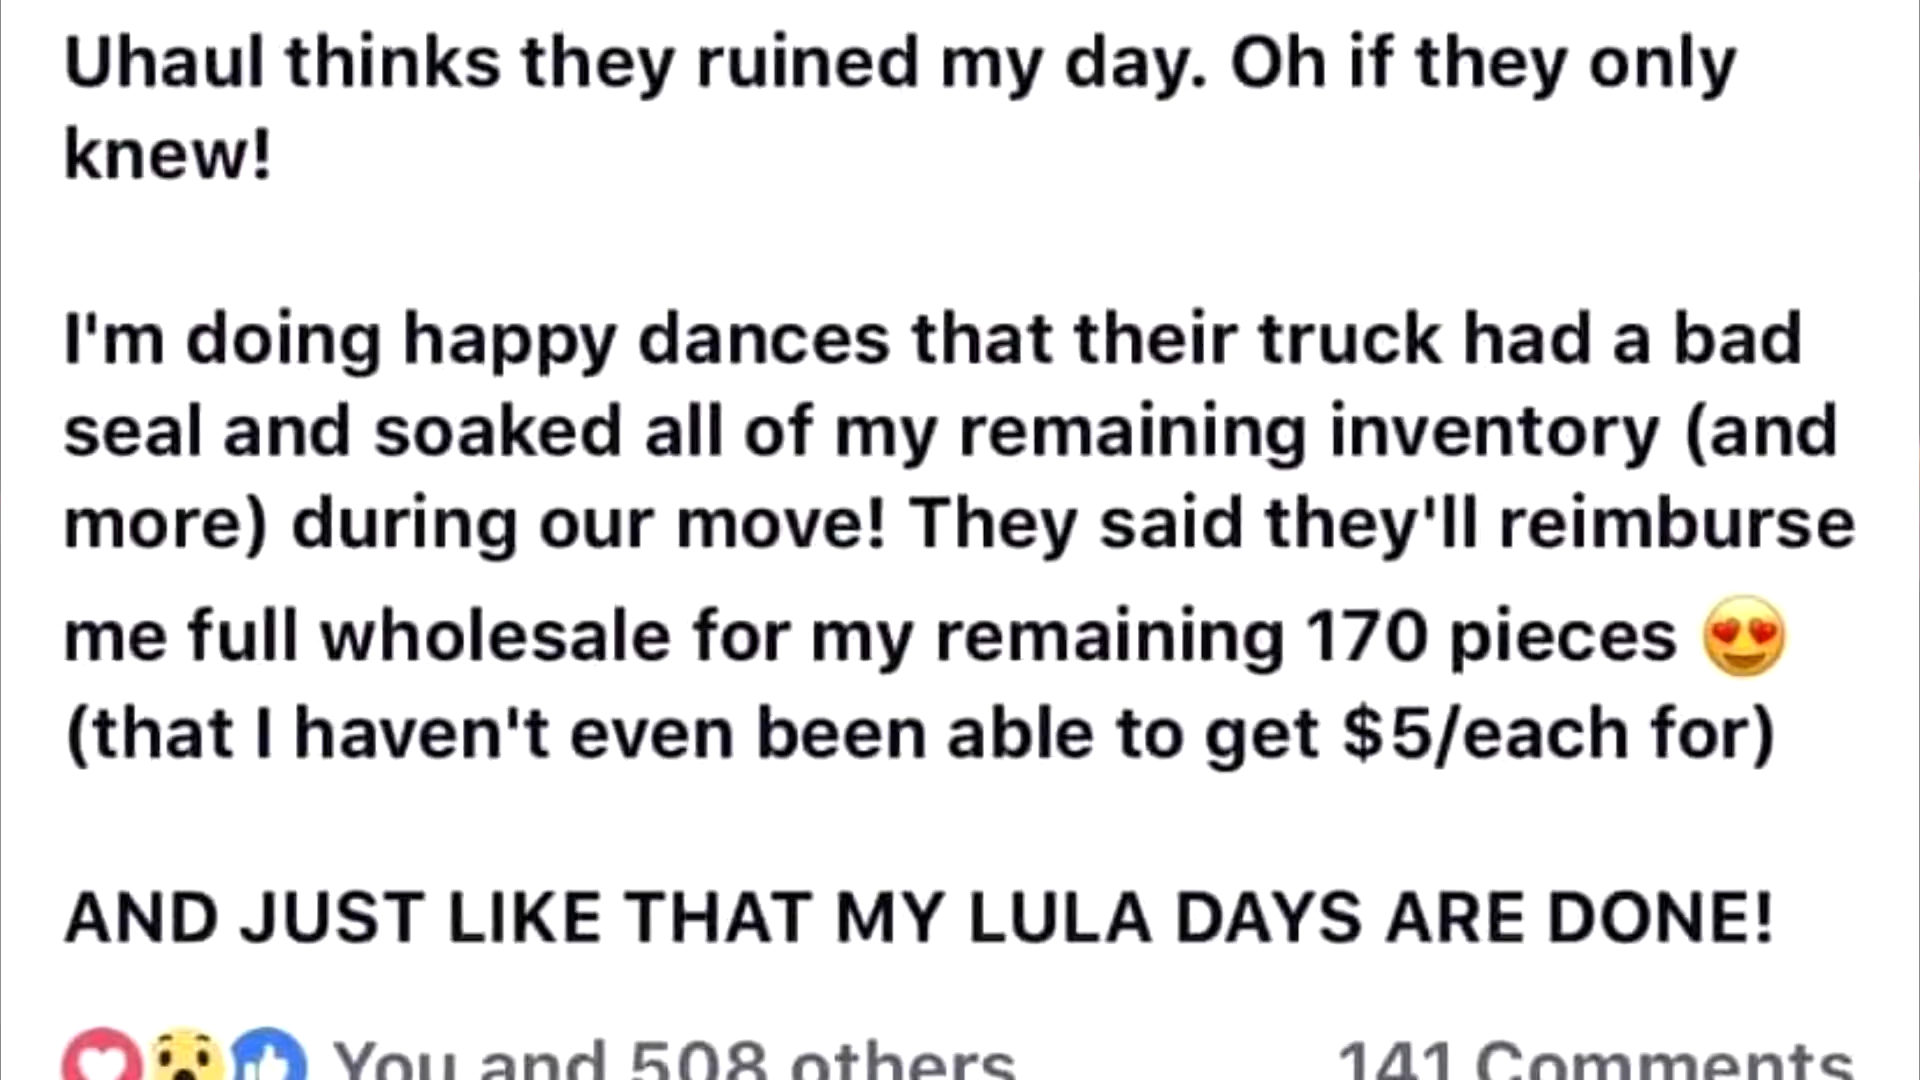 Uhaul thinks they ruined my day. Oh if they only
knew!
I'm doing happy dances that their truck had a bad
seal and soaked all of my remaining inventory (and
more) during our move! They said they'll reimburse
me full wholesale for my remaining 170 pieces 😍
(that I haven't even been able to get $5/each for)
AND JUST LIKE THAT MY LULA DAYS ARE DONE!
You and 508 others 141 Comments